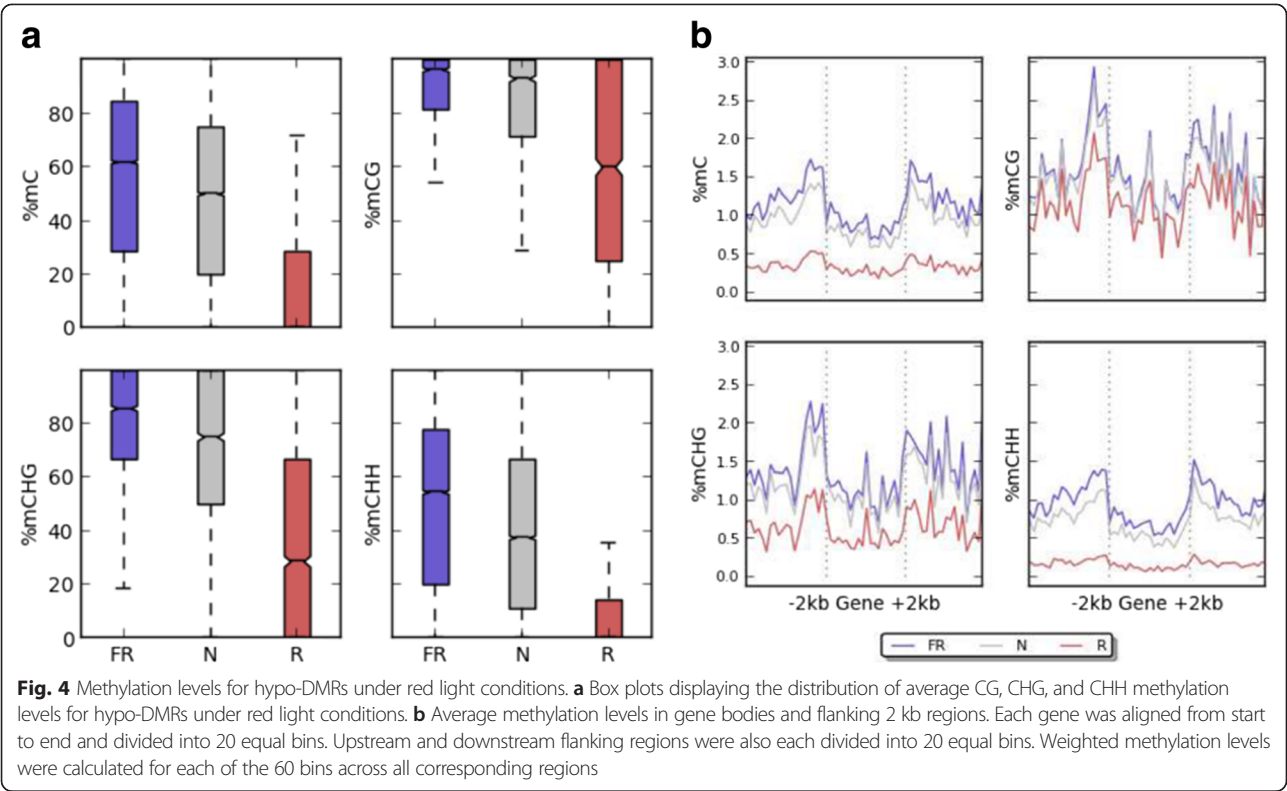 a
b
%mC
80
60
40
20
0
%mCG
%mC
3.0
2.5
2.0
1.5
1.0
0.5
0.0
%mCG
%mCHG
80
60
40
20
0
FR N R
%mCHH
FR N R
%mCHG
3.0
2.5
2.0
1.5
1.0
0.5
0.0
-2kb Gene +2kb
%mCHH
-2kb Gene +2kb
FR N R
Fig. 4 Methylation levels for hypo-DMRs under red light conditions. a Box plots displaying the distribution of average CG, CHG, and CHH methylation
levels for hypo-DMRs under red light conditions. b Average methylation levels in gene bodies and flanking 2 kb regions. Each gene was aligned from start
to end and divided into 20 equal bins. Upstream and downstream flanking regions were also each divided into 20 equal bins. Weighted methylation levels
were calculated for each of the 60 bins across all corresponding regions